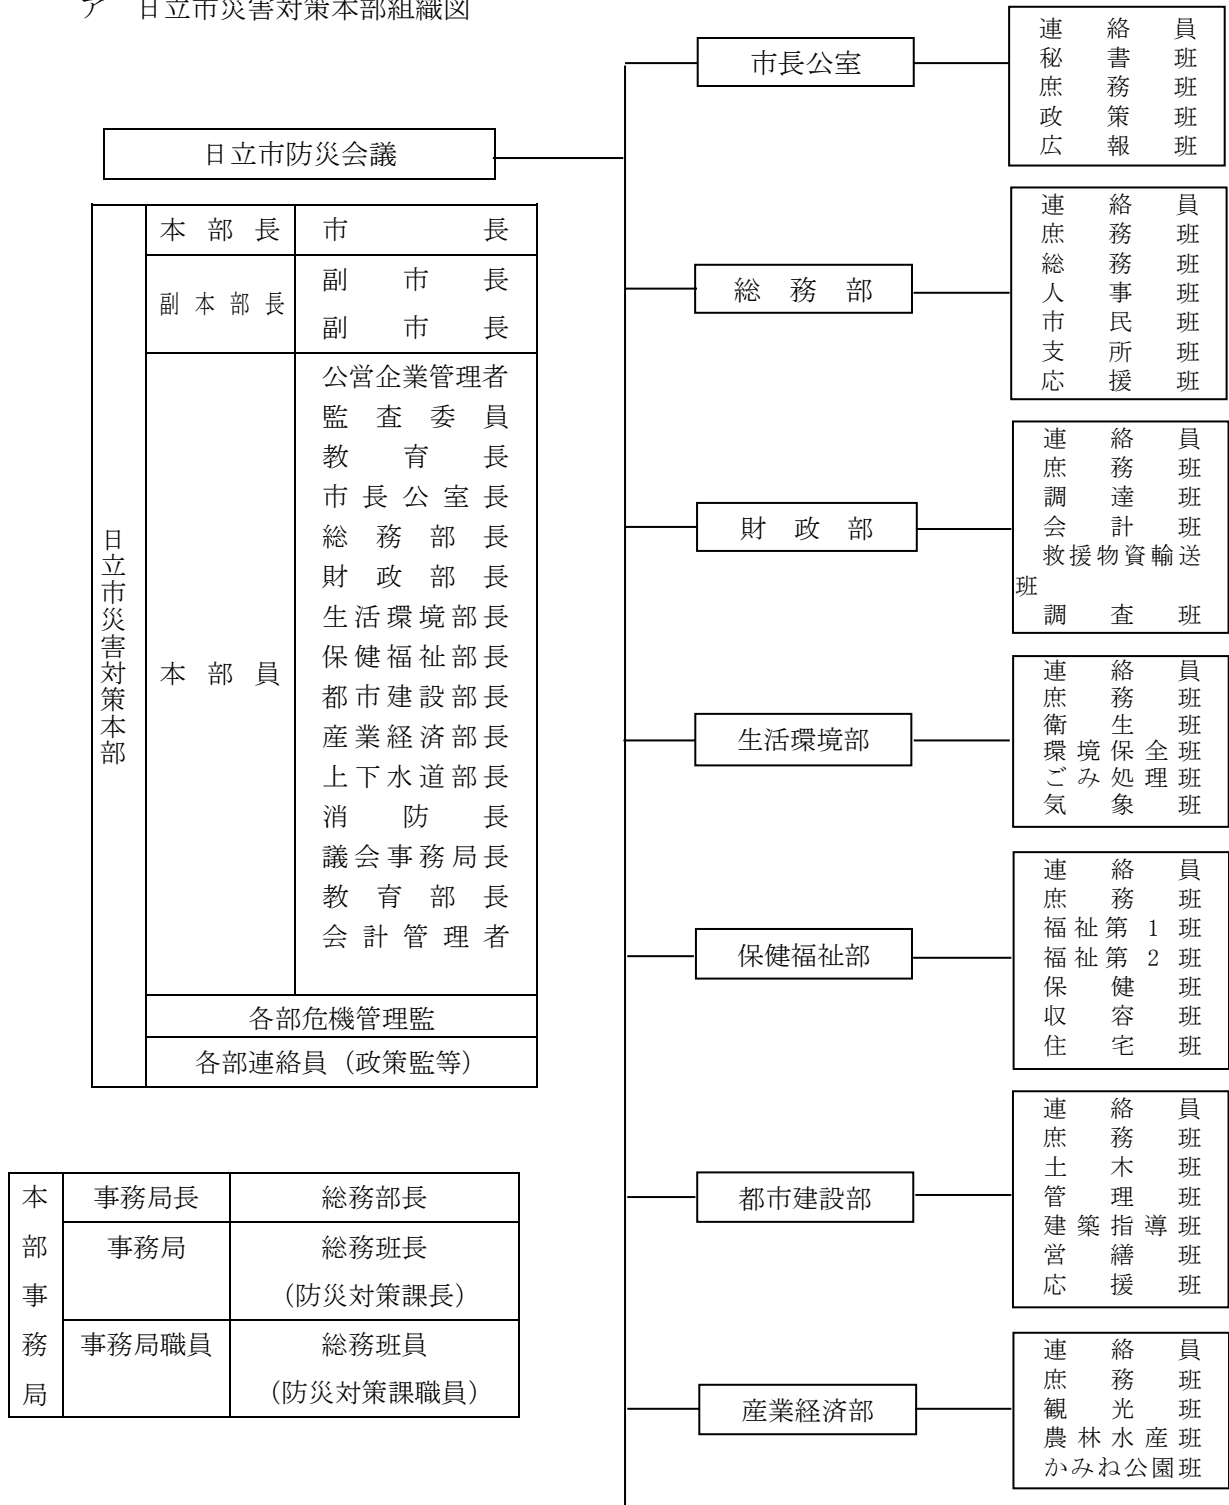 ア　日立市災害対策本部組織図
日立市防災会議
日立市災害対策本部
本部長
市長
副本部長
副市長
副市長
本部員
公営企業管理者
監査委員
教育長
市長公室長
総務部長
財政部長
生活環境部長
保健福祉部長
都市建設部長
産業経済部長
上下水道部長
消防長
議会事務局長
教育部長
会計管理者
各部危機管理監
各部連絡員（政策監等）
本部事務局
事務局長
総務部長
事務局
総務班長
（防災対策課長）
事務局職員
総務班員
（防災対策課職員）
市長公室
連絡員
秘書班
庶務班
政策班
広報班
総務部
連絡員
庶務班
総務班
人事班
市民班
支所班
応援班
財政部
連絡員
庶務班
調達班
会計班
救援物資輸送
班
調査班
生活環境部
連絡員
庶務班
衛生班
環境保全班
ごみ処理班
気象班
保健福祉部
連絡員
庶務班
福祉第1班
福祉第2班
保健班
収容班
住宅班
都市建設部
連絡員
庶務班
土木班
管理班
建築指導班
営繕班
応援班
産業経済部
連絡員
庶務班
観光班
農林水産班
かみね公園班